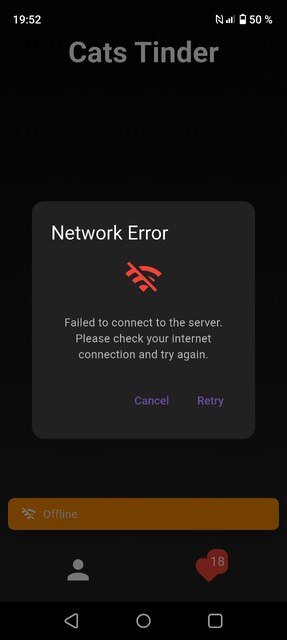 19:52
50 %
Cats Tinder
Network Error
Failed to connect to the server.
Please check your internet
connection and try again.
Cancel
Retry
Offline
18